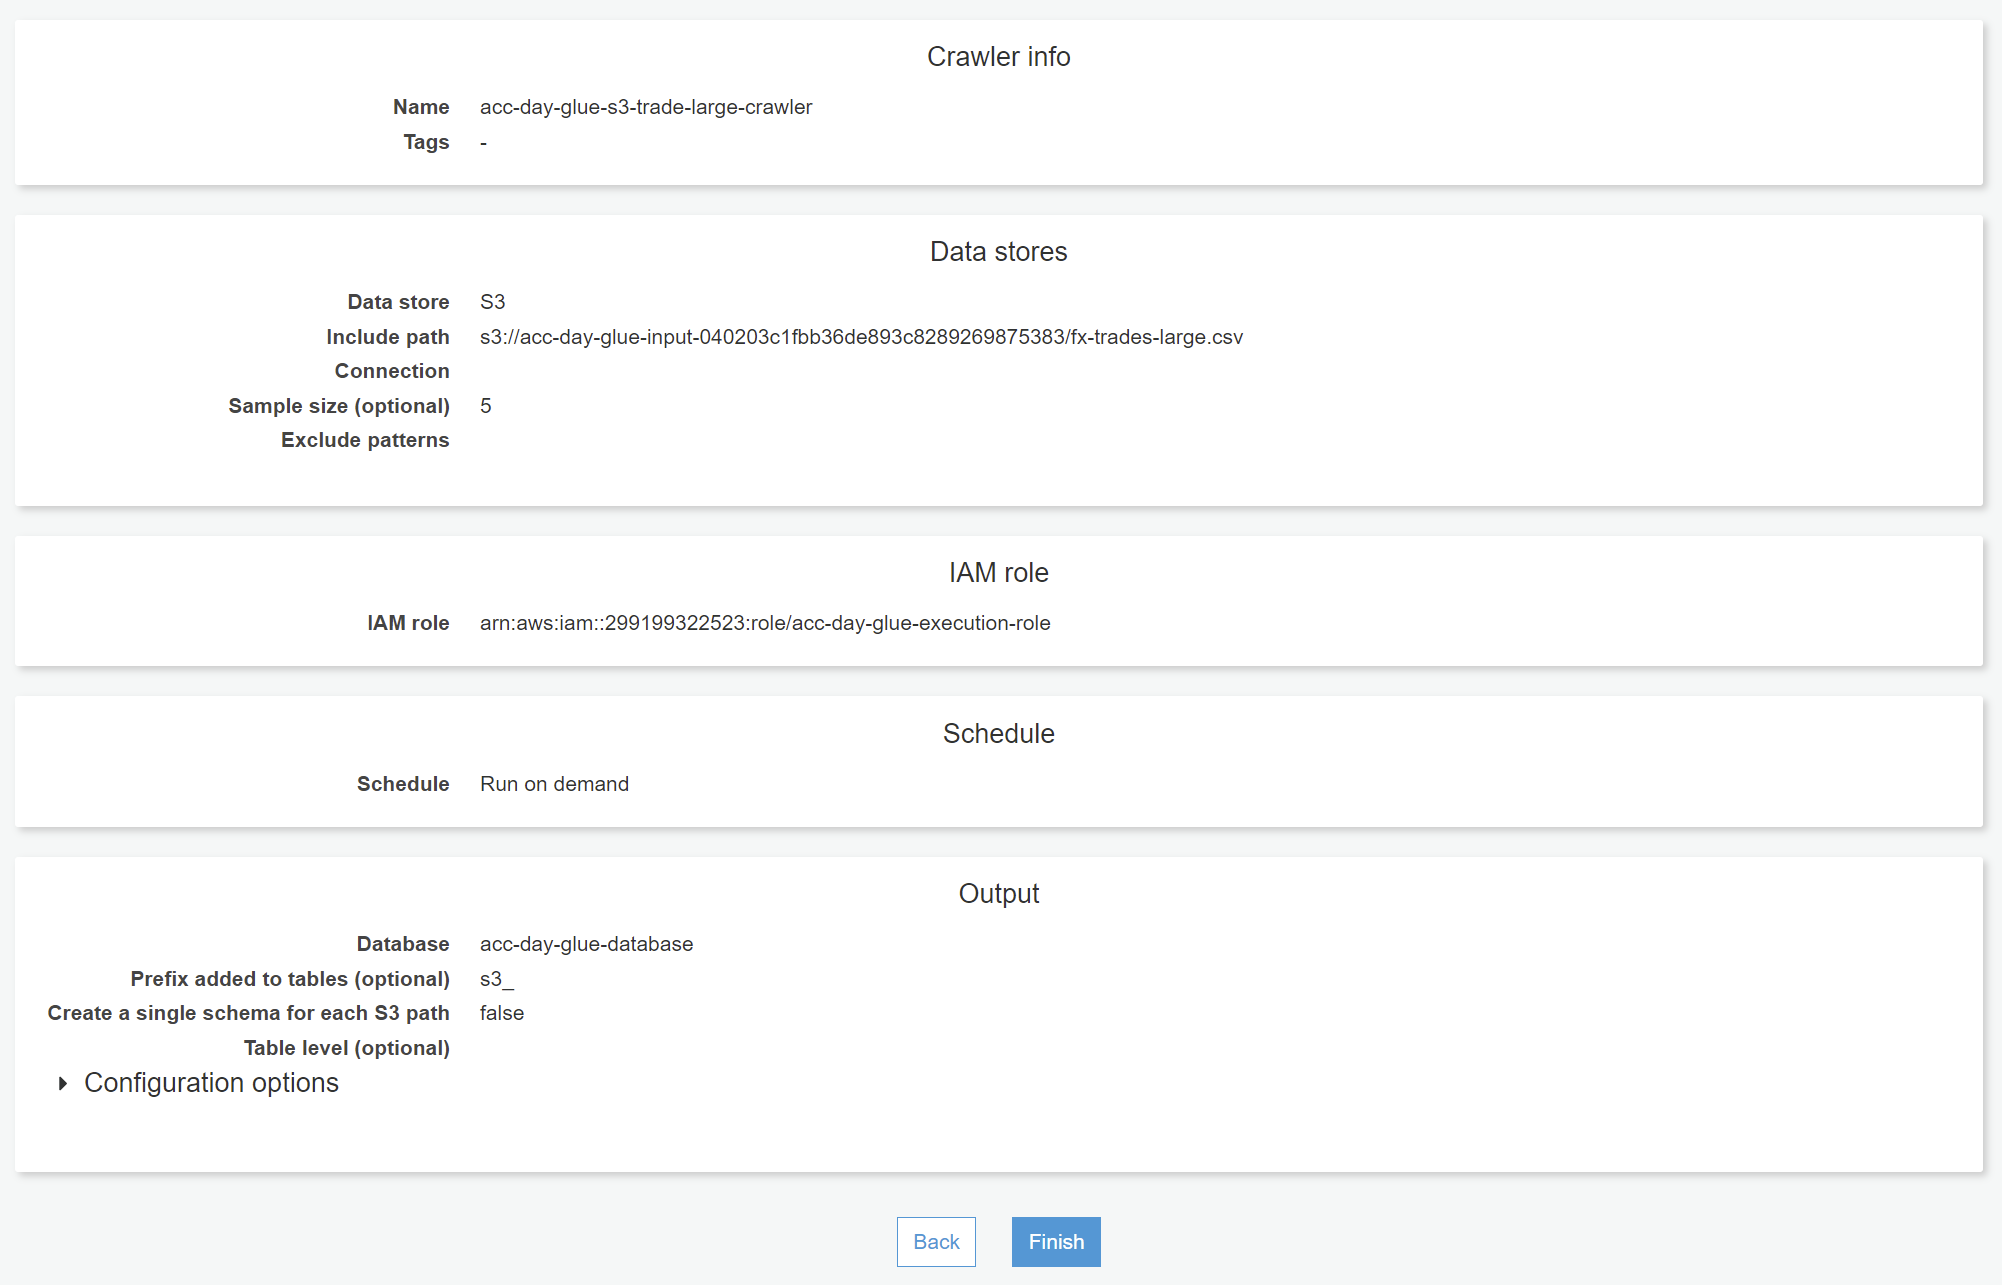 Crawler info
Name acc-day-glue-s3-trade-large-crawler
Tags -
Data stores
Data store S3
Include path s3://acc-day-glue-input-040203c1fbb36de893c8289269875383/fx-trades-large.csv
Connection
Sample size (optional) 5
Exclude patterns
IAM role
IAM role arn:aws:iam::299199322523:role/acc-day-glue-execution-role
Schedule
Schedule Run on demand
Output
Database acc-day-glue-database
Prefix added to tables (optional) s3_
Create a single schema for each S3 path false
Table level (optional)
Configuration options
Back Finish